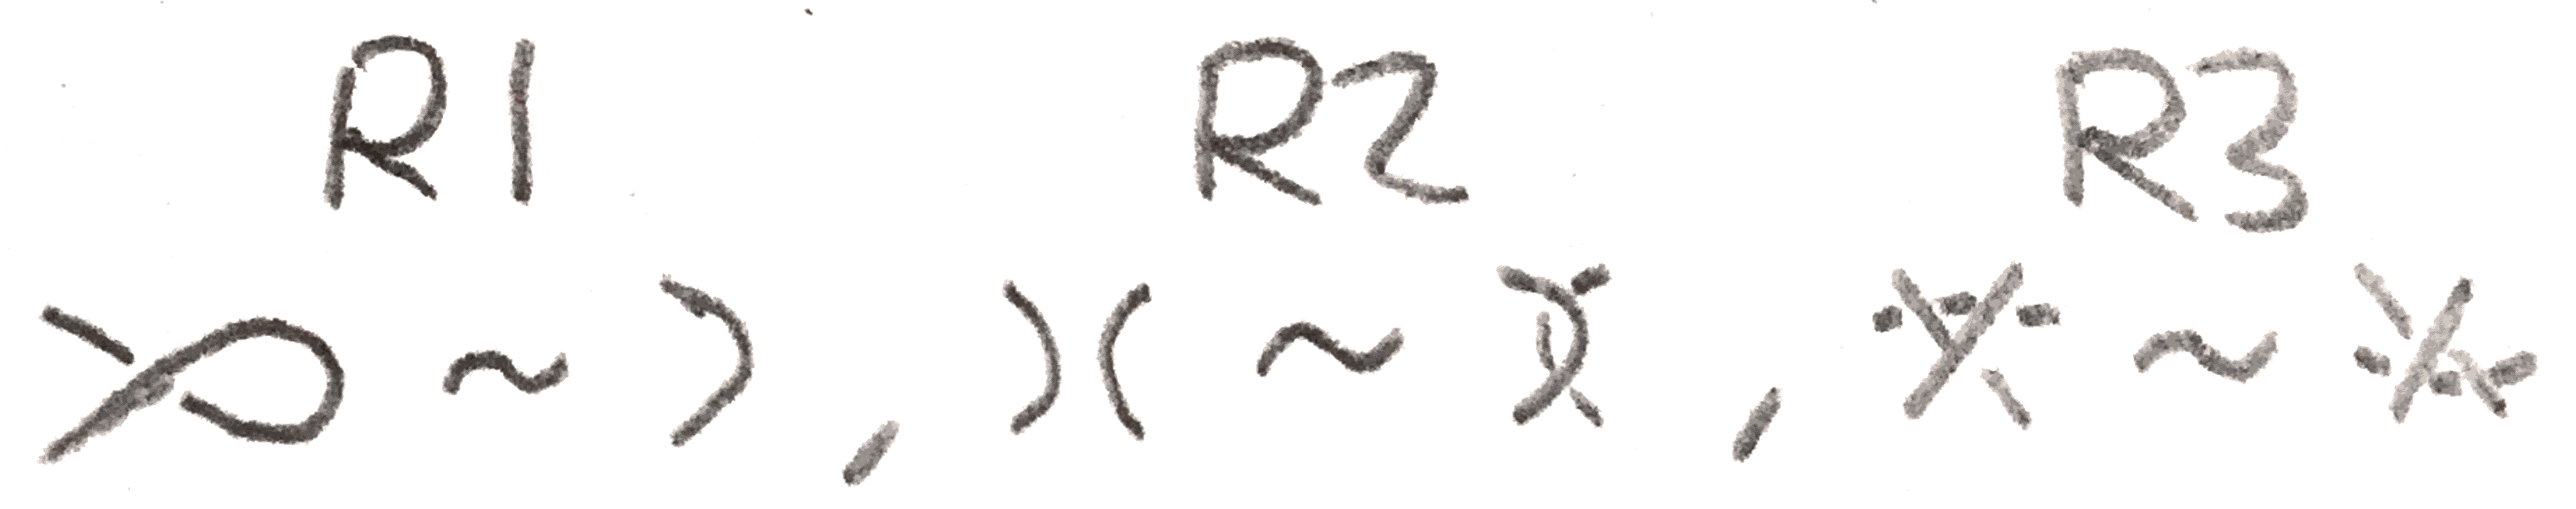 R1 R2 R3
~ , ~ , ~